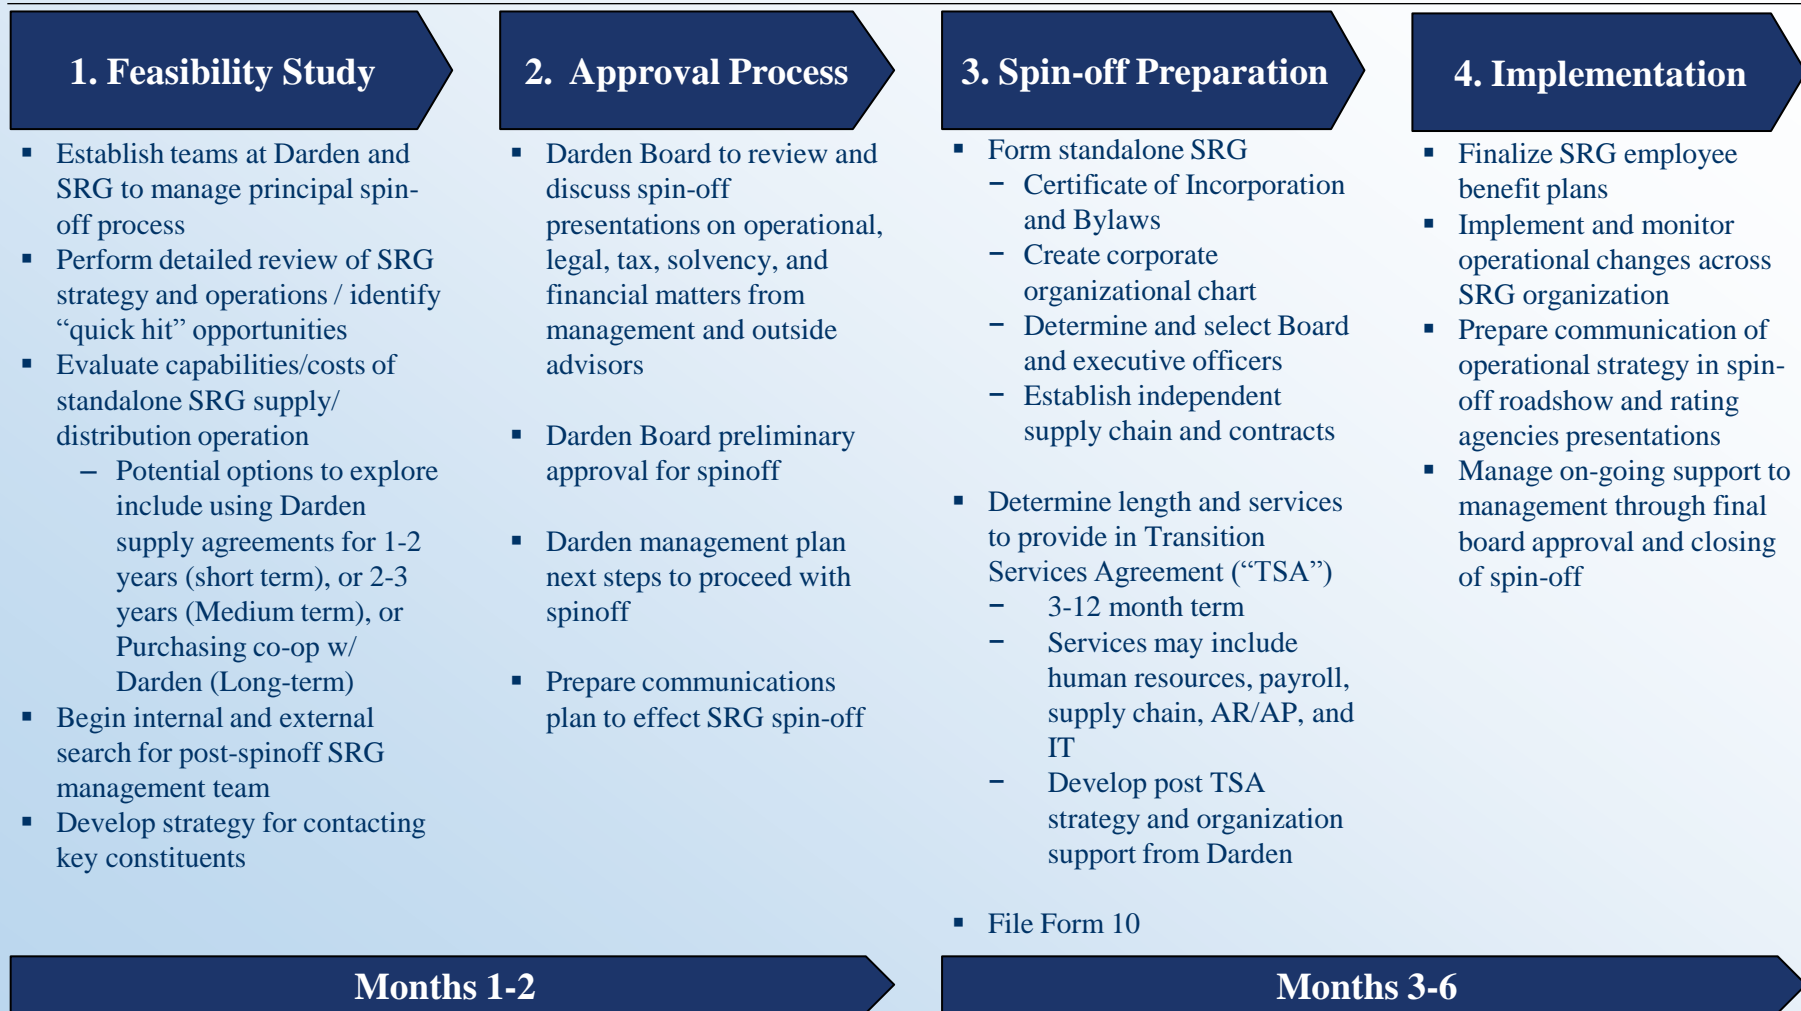 1. Feasibility Study
▪ Establish teams at Darden and
SRG to manage principal spin-
off process
▪ Perform detailed review of SRG
strategy and operations / identify
“quick hit” opportunities
▪ Evaluate capabilities/costs of
standalone SRG supply/
distribution operation
– Potential options to explore
include using Darden
supply agreements for 1-2
years (short term), or 2-3
years (Medium term), or
Purchasing co-op w/
Darden (Long-term)
▪ Begin internal and external
search for post-spinoff SRG
management team
▪ Develop strategy for contacting
key constituents
2. Approval Process
▪ Darden Board to review and
discuss spin-off
presentations on operational,
legal, tax, solvency, and
financial matters from
management and outside
advisors
▪ Darden Board preliminary
approval for spinoff
▪ Darden management plan
next steps to proceed with
spinoff
▪ Prepare communications
plan to effect SRG spin-off
Months 1-2
3. Spin-off Preparation
▪ Form standalone SRG
− Certificate of Incorporation
and Bylaws
− Create corporate
organizational chart
− Determine and select Board
and executive officers
− Establish independent
supply chain and contracts
▪ Determine length and services
to provide in Transition
Services Agreement (“TSA”)
− 3-12 month term
− Services may include
human resources, payroll,
supply chain, AR/AP, and
IT
− Develop post TSA
strategy and organization
support from Darden
▪ File Form 10
4. Implementation
▪ Finalize SRG employee
benefit plans
▪ Implement and monitor
operational changes across
SRG organization
▪ Prepare communication of
operational strategy in spin-
off roadshow and rating
agencies presentations
▪ Manage on-going support to
management through final
board approval and closing
of spin-off
Months 3-6